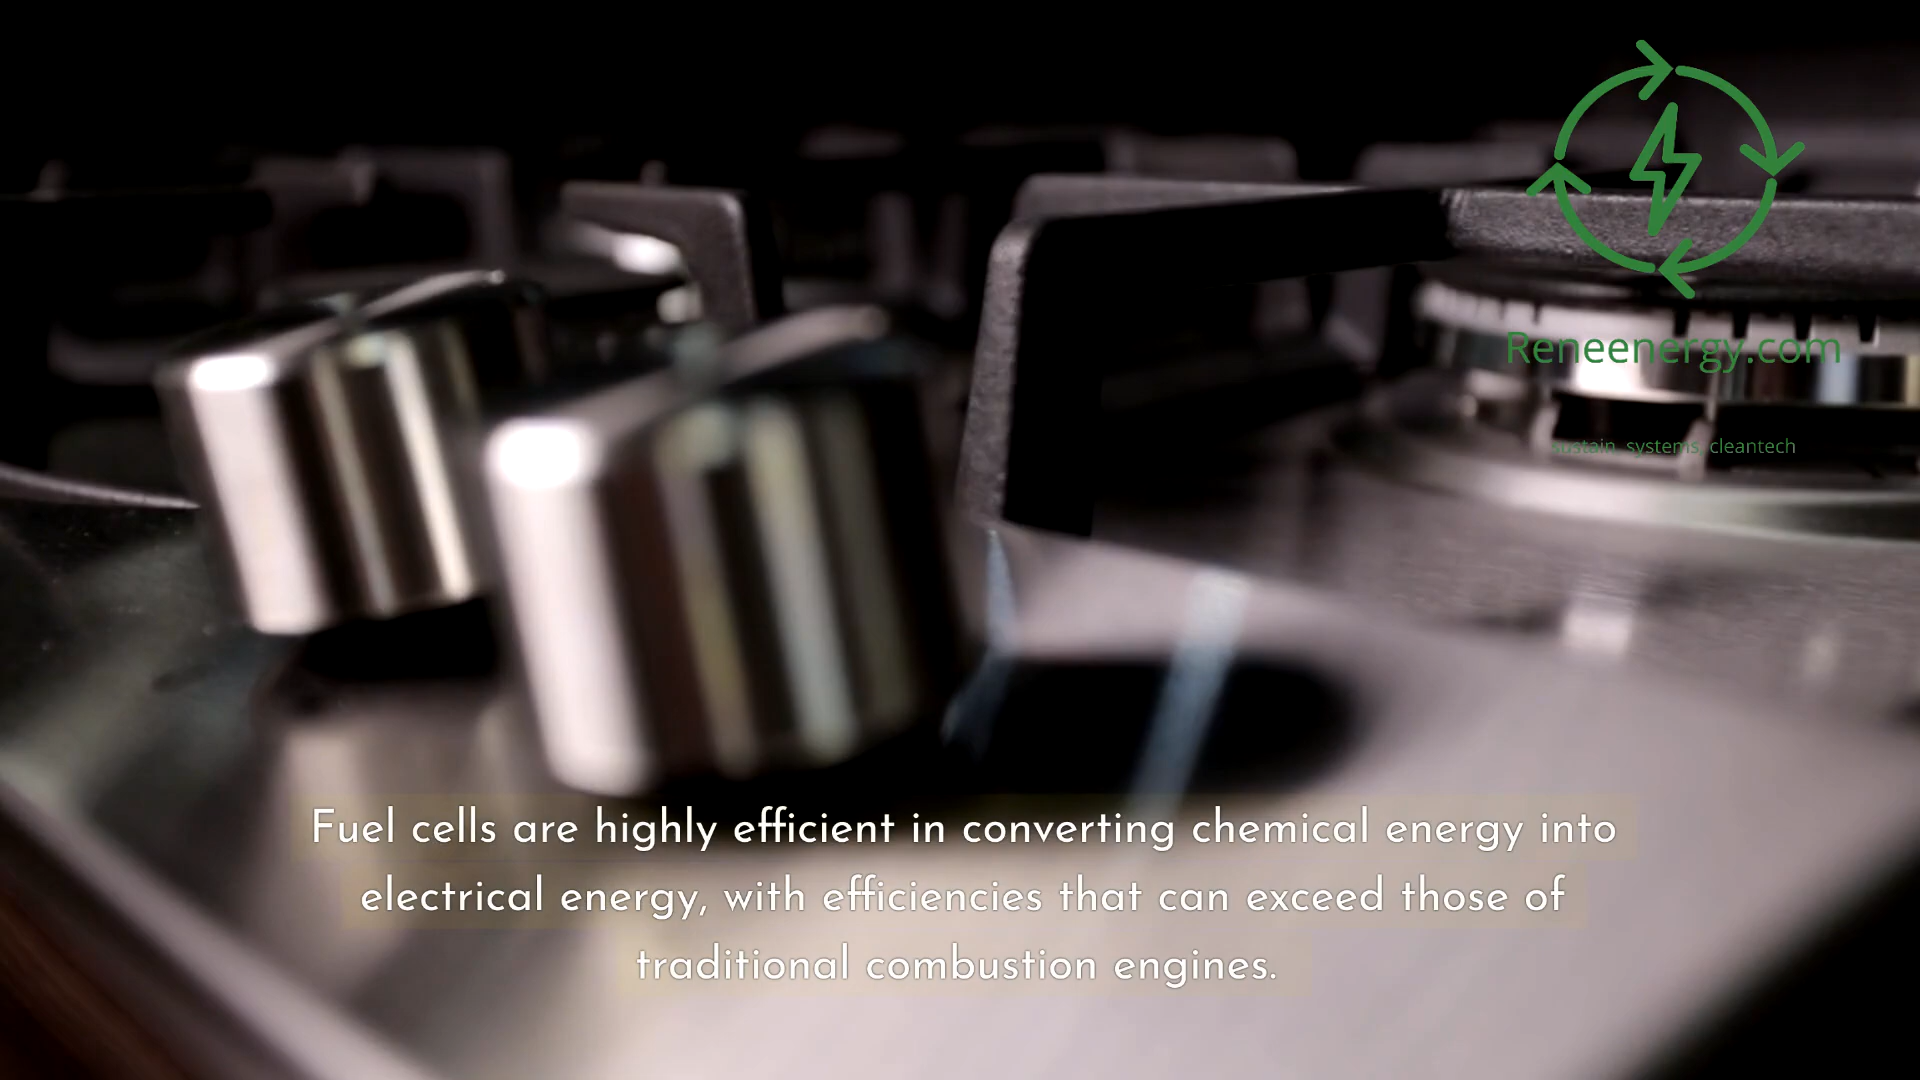 Reneenergy.com
sustain, systems, cleantech
Fuel cells are highly efficient in converting chemical energy into
electrical energy, with efficiencies that can exceed those of
traditional combustion engines.